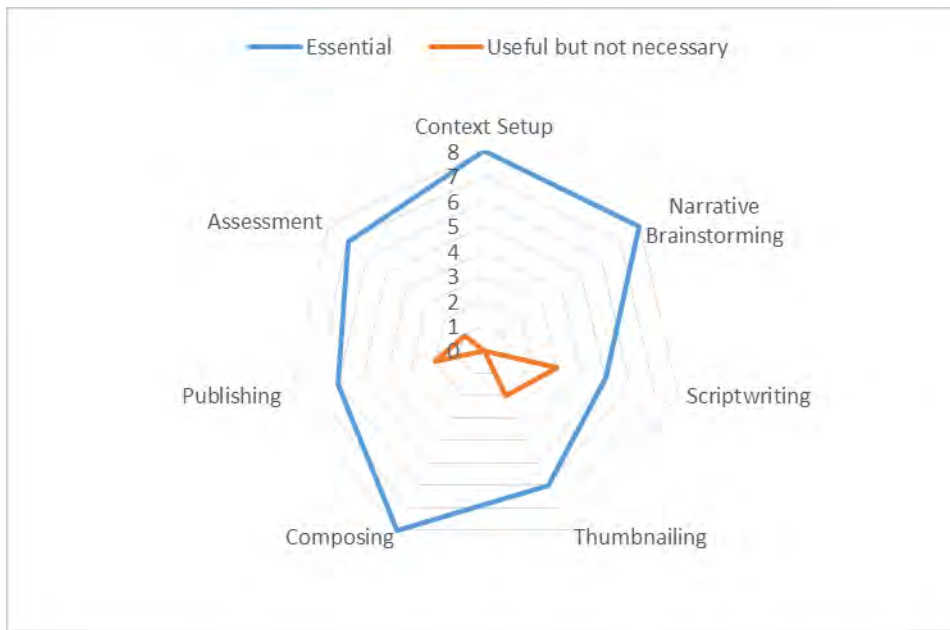 Essential
Useful but not necessary
Context Setup
8
7
6
5
4
3
2
1
0
Narrative
Brainstorming
Assessment
Scriptwriting
Publishing
Composing
Thumbnailing